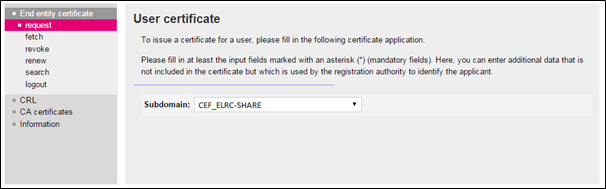 End entity certificate
request
fetch
revoke
renew
search
logout
CRL
CA certificates
Information
User certificate
To issue a certificate for a user, please fill in the following certificate application.
Please fill in at least the input fields marked with an asterisk (*) (mandatory fields). Here, you can enter additional data that is
not included in the certificate but which is used by the registration authority to identify the applicant.
Subdomain: CEF_ELRC-SHARE